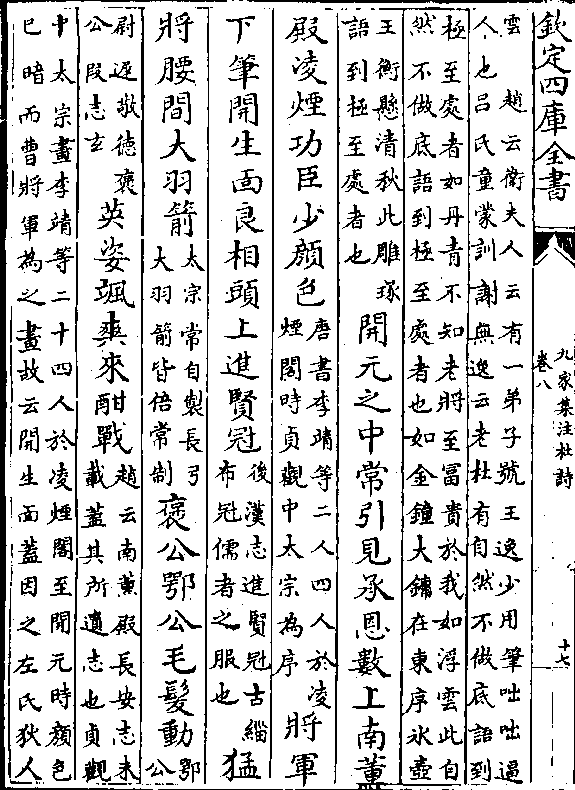 欽定四庫全書
九家集注杜詩
卷八
十七
雲 趙云衛夫人云有一弟子號王逸少用筆咄咄逼
人也吕氏童蒙訓謝無逸云老杜有自然不做底語到
極至處者如丹青不知老將至富貴於我如浮雲此自
然不做底語到極至處者也如金鐘大鏞在東序氷壺
玉衡懸清秋此雕琢
語到極至處者也
開元之中常引見承恩數上南薫
殿凌煙功臣少顔色
唐書李靖等二人四人於凌
煙閣時貞觀中太宗為序
將軍
下筆開生面良相頭上進賢冠
後漢志進賢冠古緇
布冠儒者之服也
猛
將腰間大羽箭
太宗常自製長弓
大羽箭皆倍常制
褒公鄂公毛髮動
鄂
公
尉遲敬徳褒
公段志玄
英姿颯爽來酣戰
趙云南薫殿長安志未
載蓋其所遺志也貞觀
中太宗畫李靖等二十四人於凌煙閣至開元時顔色
已暗而曹將軍為之畫故云開生面蓋因之左氏狄人